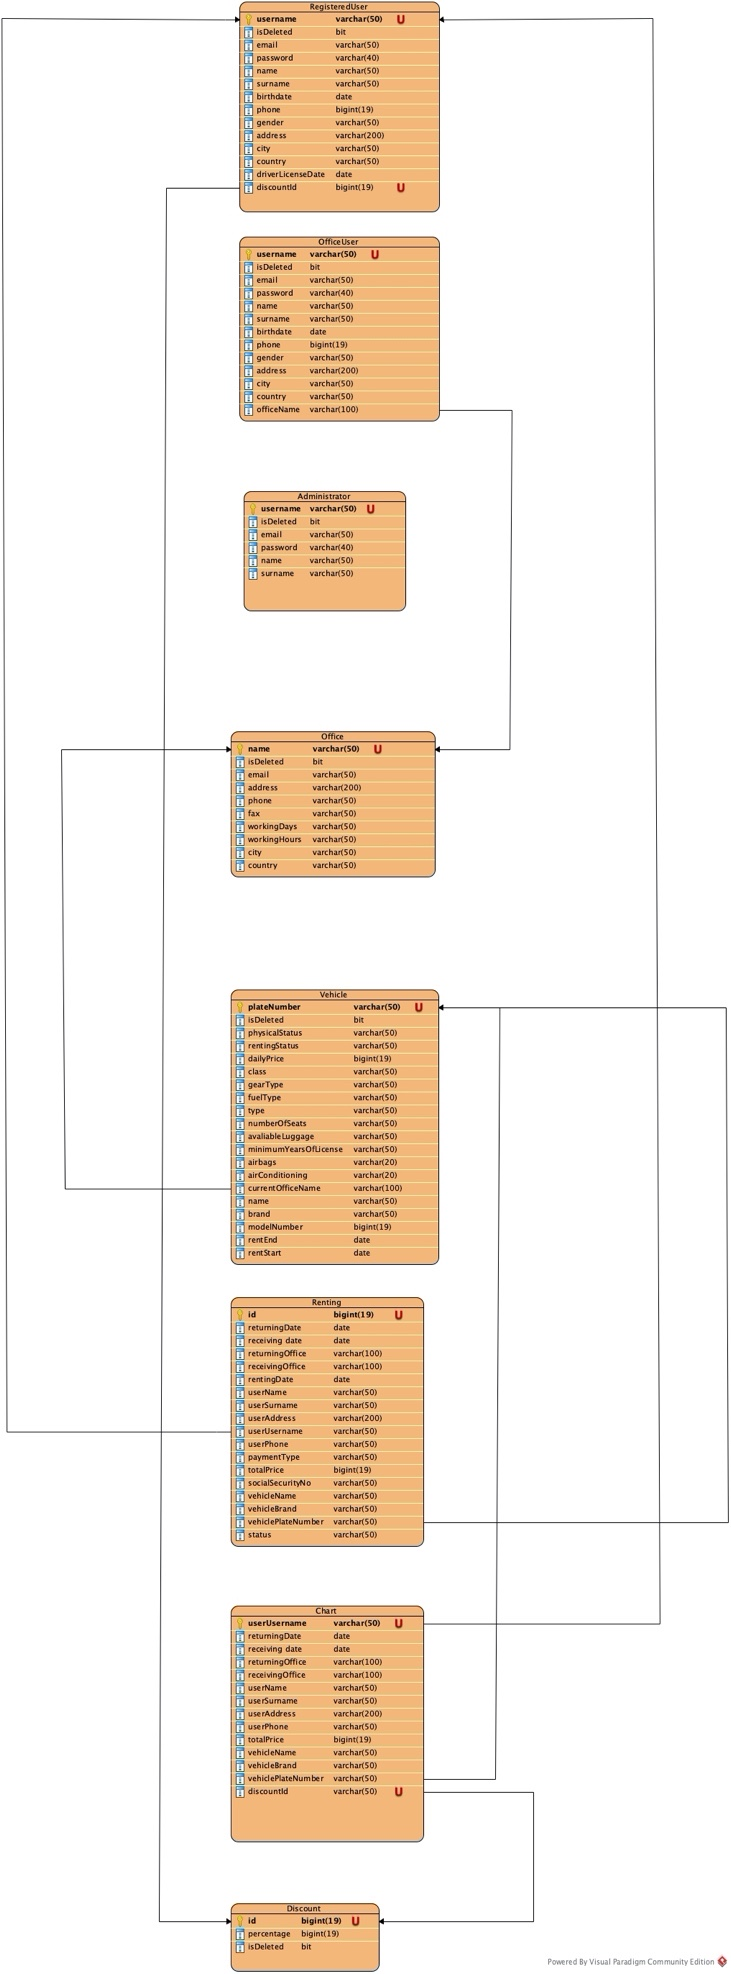 RegisteredUser
username varchar(50) U
isDeleted bit
email varchar(50)
password varchar(40)
name varchar(50)
surname varchar(50)
birthdate date
phone bigint(19)
gender varchar(50)
address varchar(200)
city varchar(50)
country varchar(50)
driverLicenseDate date
discountId bigint(19) U
OfficeUser
username varchar(50) U
isDeleted bit
email varchar(50)
password varchar(40)
name varchar(50)
surname varchar(50)
birthdate date
phone bigint(19)
gender varchar(50)
address varchar(200)
city varchar(50)
country varchar(50)
officeName varchar(100)
Administrator
username varchar(50) U
isDeleted bit
email varchar(50)
password varchar(40)
name varchar(50)
surname varchar(50)
Office
name varchar(50) U
isDeleted bit
email varchar(50)
address varchar(200)
phone varchar(50)
fax varchar(50)
workingDays varchar(50)
workingHours varchar(50)
city varchar(50)
country varchar(50)
Vehicle
plateNumber varchar(50) U
isDeleted bit
physicalStatus varchar(50)
rentingStatus varchar(50)
dailyPrice bigint(19)
class varchar(50)
gearType varchar(50)
fuelType varchar(50)
type varchar(50)
numberOfSeats varchar(50)
avaliableLuggage varchar(50)
minimumYearsOfLicense varchar(50)
airbags varchar(20)
airConditioning varchar(20)
currentOfficeName varchar(100)
name varchar(50)
brand varchar(50)
modelNumber bigint(19)
rentEnd date
rentStart date
Renting
id bigint(19) U
returningDate date
receiving date date
returningOffice varchar(100)
receivingOffice varchar(100)
rentingDate date
userName varchar(50)
userSurname varchar(50)
userAddress varchar(200)
userUsername varchar(50)
userPhone varchar(50)
paymentType varchar(50)
totalPrice bigint(19)
socialSecurityNo varchar(50)
vehicleName varchar(50)
vehicleBrand varchar(50)
vehiclePlateNumber varchar(50)
status varchar(50)
Chart
userUsername varchar(50) U
returningDate date
receiving date date
returningOffice varchar(100)
receivingOffice varchar(100)
userName varchar(50)
userSurname varchar(50)
userAddress varchar(200)
userPhone varchar(50)
totalPrice bigint(19)
vehicleName varchar(50)
vehicleBrand varchar(50)
vehiclePlateNumber varchar(50)
discountId varchar(50) U
Discount
id bigint(19) U
percentage bigint(19)
isDeleted bit
Powered By Visual Paradigm Community Edition